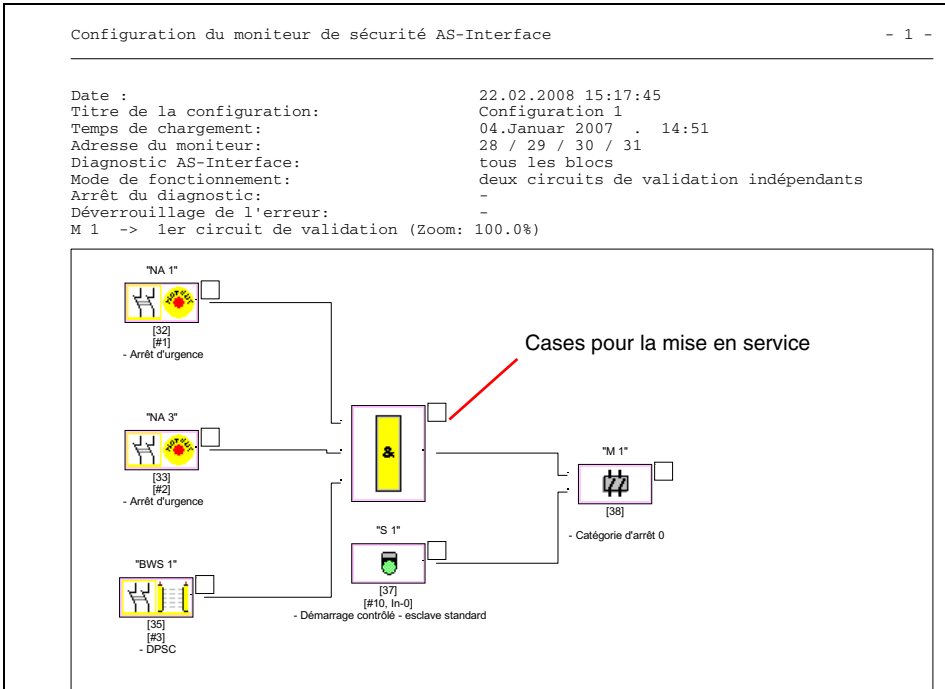 Configuration du moniteur de sécurité AS-Interface - 1 -
Date : 22.02.2008 15:17:45
Titre de la configuration: Configuration 1
Temps de chargement: 04.Januar 2007 . 14:51
Adresse du moniteur: 28 / 29 / 30 / 31
Diagnostic AS-Interface: tous les blocs
Mode de fonctionnement: deux circuits de validation indépendants
Arrêt du diagnostic: -
Déverrouillage de l'erreur: -
M 1 -> 1er circuit de validation (Zoom: 100.0%)
"NA 1"
[32]
[#1]
- Arrêt d'urgence
Cases pour la mise en service
"NA 3"
[33]
[#2]
- Arrêt d'urgence
&
"M 1"
[38]
- Catégorie d'arrêt 0
"S 1"
[37]
[#10, In-0]
- Démarrage contrôlé - esclave standard
"BWS 1"
[35]
[#3]
- DPSC